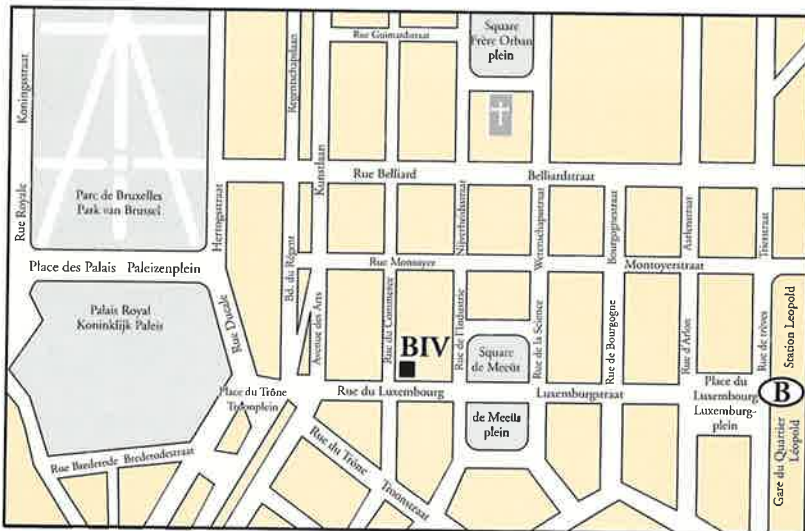 Koningsstraat
Rue Royale
Parc de Bruxelles
Park van Brussel
Place des Palais Paleizenplein
Palais Royal
Koninklijk Paleis
Rue Brederode Brederodestraat
Hertogstraat
Rue Ducale
Regentschapslaan
Bd. du Régent
Kunstlaan
Avenue des Arts
Place du Trône
Troonplein
Rue du Trône
Troonstraat
Rue Guimardstraat
Square
Frère Orban
plein
Rue Belliard
Belliardstraat
Rue Montoyer
Montoyerstraat
Rue du Commerce
BIV
Nijverheidsstraat
Rue de l'Industrie
Square
de Meeûs
de Meeûs
plein
Wetenschapstraat
Rue de la Science
Bourgognestraat
Rue de Bourgogne
Aarlenstraat
Rue d'Arlon
Trierstraat
Rue de trèves
Rue du Luxembourg
Luxemburgstraat
Place du
Luxembourg
Luxemburg-
plein
Station Leopold
B
Gare du Quartier
Léopold